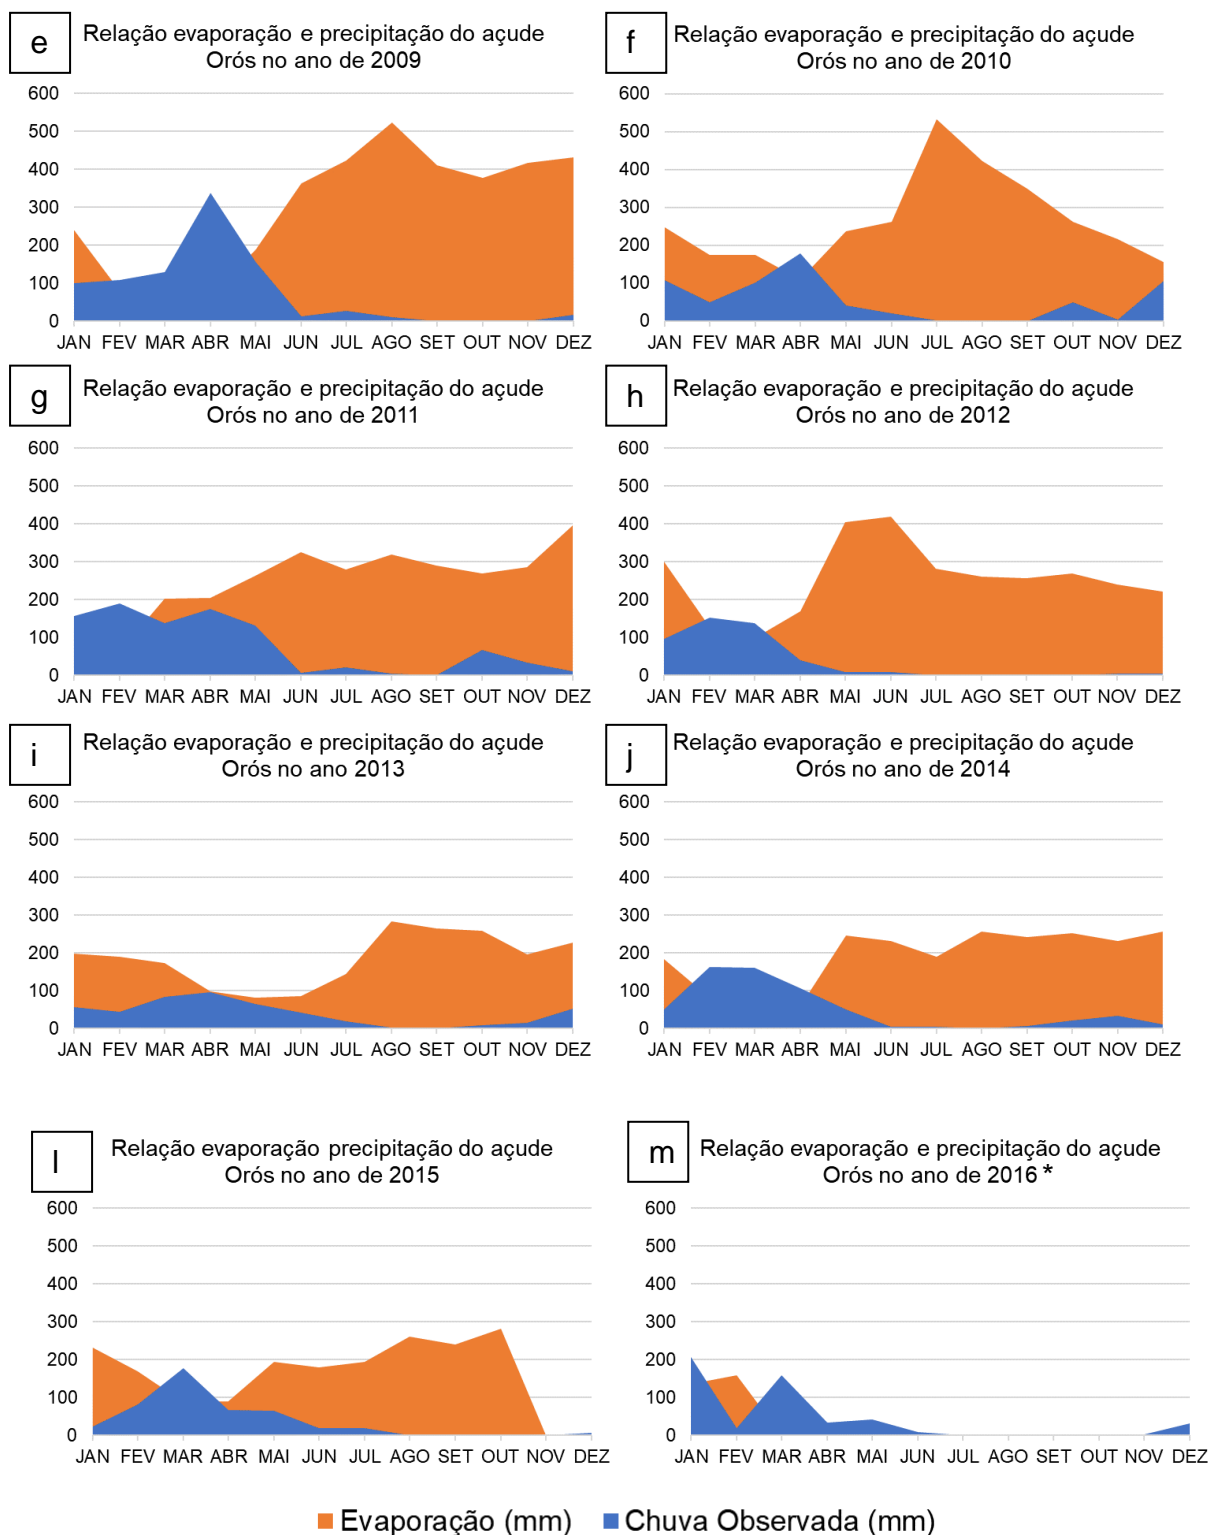 e
Relação evaporação e precipitação do açude
Orós no ano de 2009
600
500
400
300
200
100
0
JAN FEV MAR ABR MAI JUN JUL AGO SET OUT NOV DEZ
f
Relação evaporação e precipitação do açude
Orós no ano de 2010
600
500
400
300
200
100
0
JAN FEV MAR ABR MAI JUN JUL AGO SET OUT NOV DEZ
g
Relação evaporação e precipitação do açude
Orós no ano de 2011
600
500
400
300
200
100
0
JAN FEV MAR ABR MAI JUN JUL AGO SET OUT NOV DEZ
h
Relação evaporação e precipitação do açude
Orós no ano de 2012
600
500
400
300
200
100
0
JAN FEV MAR ABR MAI JUN JUL AGO SET OUT NOV DEZ
i
Relação evaporação e precipitação do açude
Orós no ano 2013
600
500
400
300
200
100
0
JAN FEV MAR ABR MAI JUN JUL AGO SET OUT NOV DEZ
j
Relação evaporação e precipitação do açude
Orós no ano de 2014
600
500
400
300
200
100
0
JAN FEV MAR ABR MAI JUN JUL AGO SET OUT NOV DEZ
l
Relação evaporação precipitação do açude
Orós no ano de 2015
600
500
400
300
200
100
0
JAN FEV MAR ABR MAI JUN JUL AGO SET OUT NOV DEZ
m
Relação evaporação e precipitação do açude
Orós no ano de 2016 *
600
500
400
300
200
100
0
JAN FEV MAR ABR MAI JUN JUL AGO SET OUT NOV DEZ
Evaporação (mm) Chuva Observada (mm)